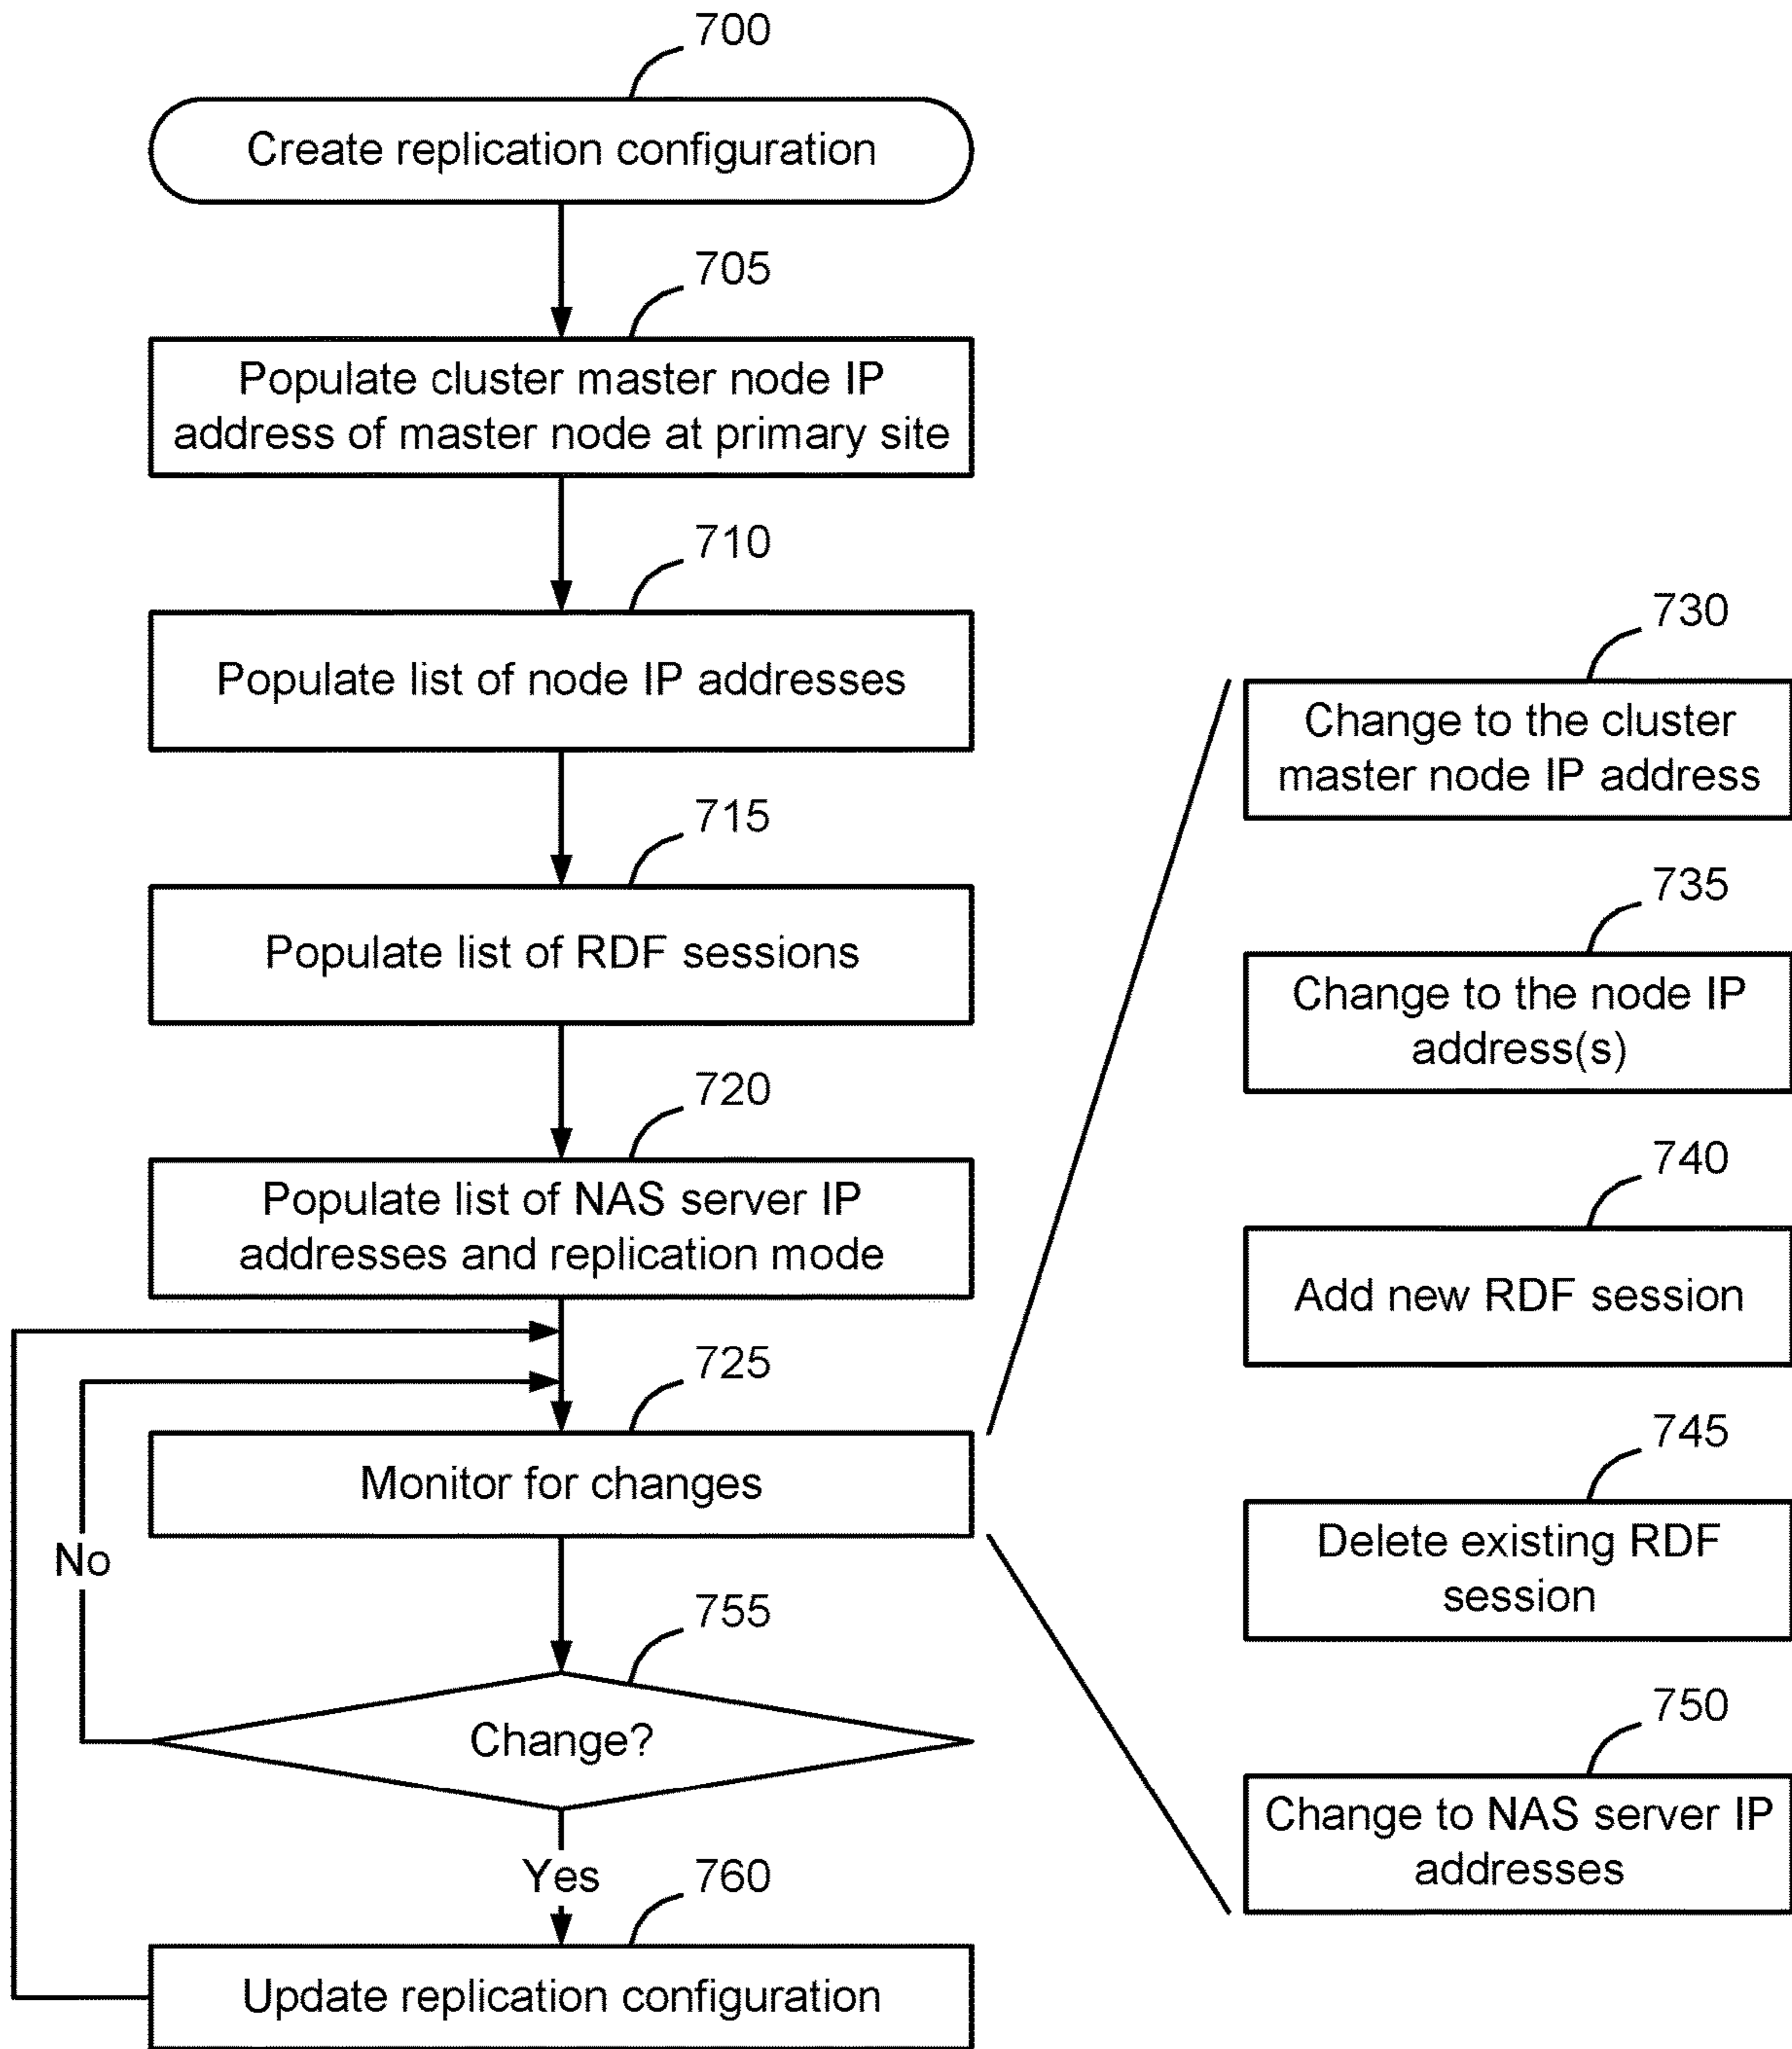 700
Create replication configuration
705
Populate cluster master node IP
address of master node at primary site
710
Populate list of node IP addresses
715
Populate list of RDF sessions
720
Populate list of NAS server IP
addresses and replication mode
725
Monitor for changes
No
755
Change?
Yes
760
Update replication configuration
730
Change to the cluster
master node IP address
735
Change to the node IP
address(s)
740
Add new RDF session
745
Delete existing RDF
session
750
Change to NAS server IP
addresses